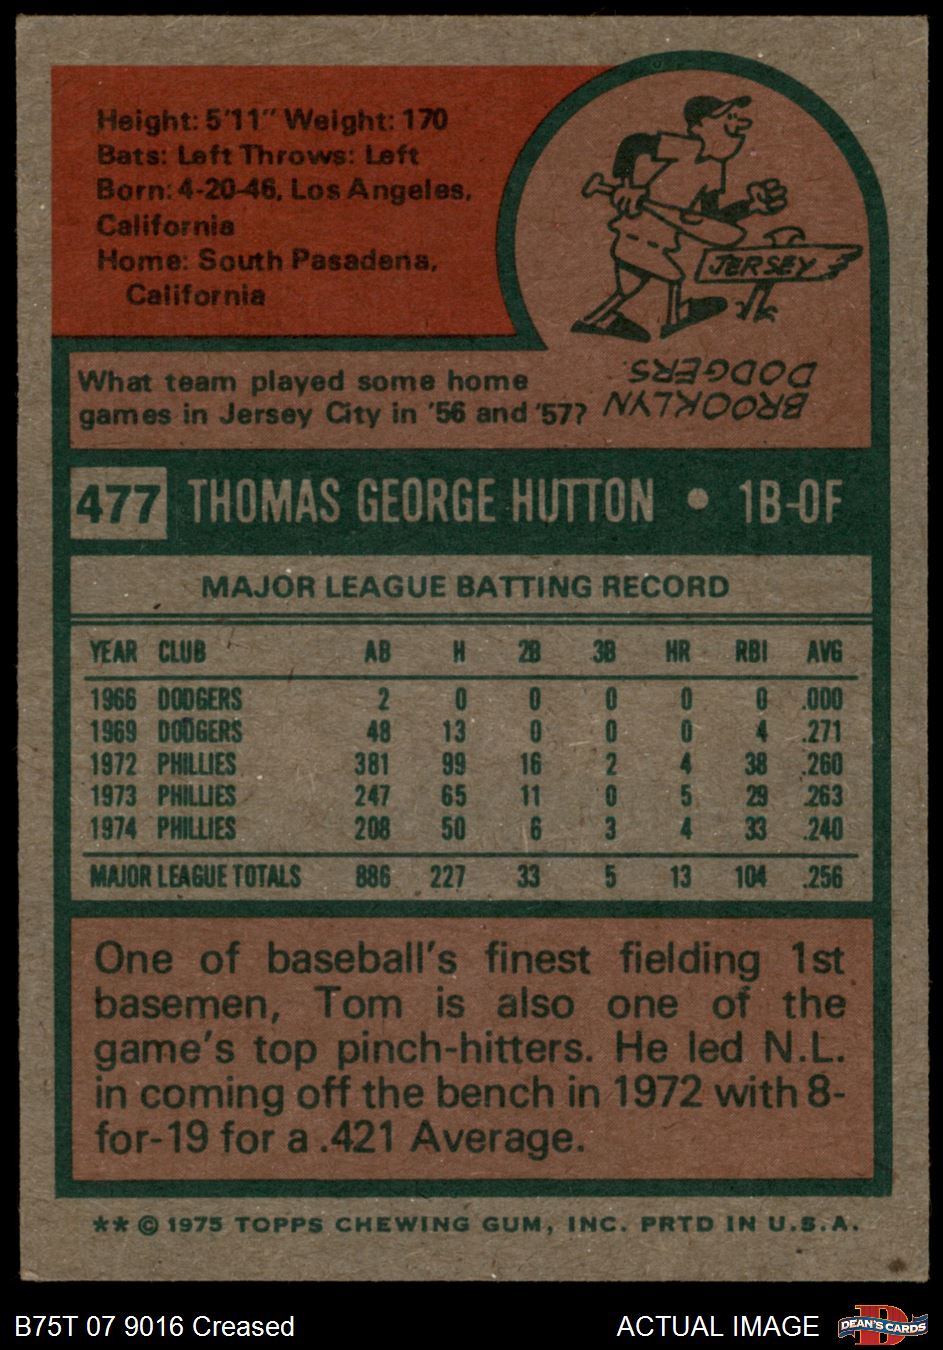 Height: 5'11" Weight: 170
Bats: Left Throws: Left
Born: 4-20-46, Los Angeles,
California
Home: South Pasadena,
California
JERSEY
What team played some home
games in Jersey City in '56 and '57?
BROOKLYN
DODGERS.
477 THOMAS GEORGE HUTTON • 1B-OF
MAJOR LEAGUE BATTING RECORD
YEAR CLUB AB H 2B 3B HR RBI AVG
1966 DODGERS 2 0 0 0 0 0 .000
1969 DODGERS 48 13 0 0 0 4 .271
1972 PHILLIES 381 99 16 2 4 38 .260
1973 PHILLIES 247 65 11 0 5 29 .263
1974 PHILLIES 208 50 6 3 4 33 .240
MAJOR LEAGUE TOTALS 886 227 33 5 13 104 .256
One of baseball's finest fielding 1st
basemen, Tom is also one of the
game's top pinch-hitters. He led N.L.
in coming off the bench in 1972 with 8-
for-19 for a .421 Average.
** © 1975 TOPPS CHEWING GUM, INC. PRTD IN U.S.A.
B75T 07 9016 Creased ACTUAL IMAGE
DEAN'S CARDS